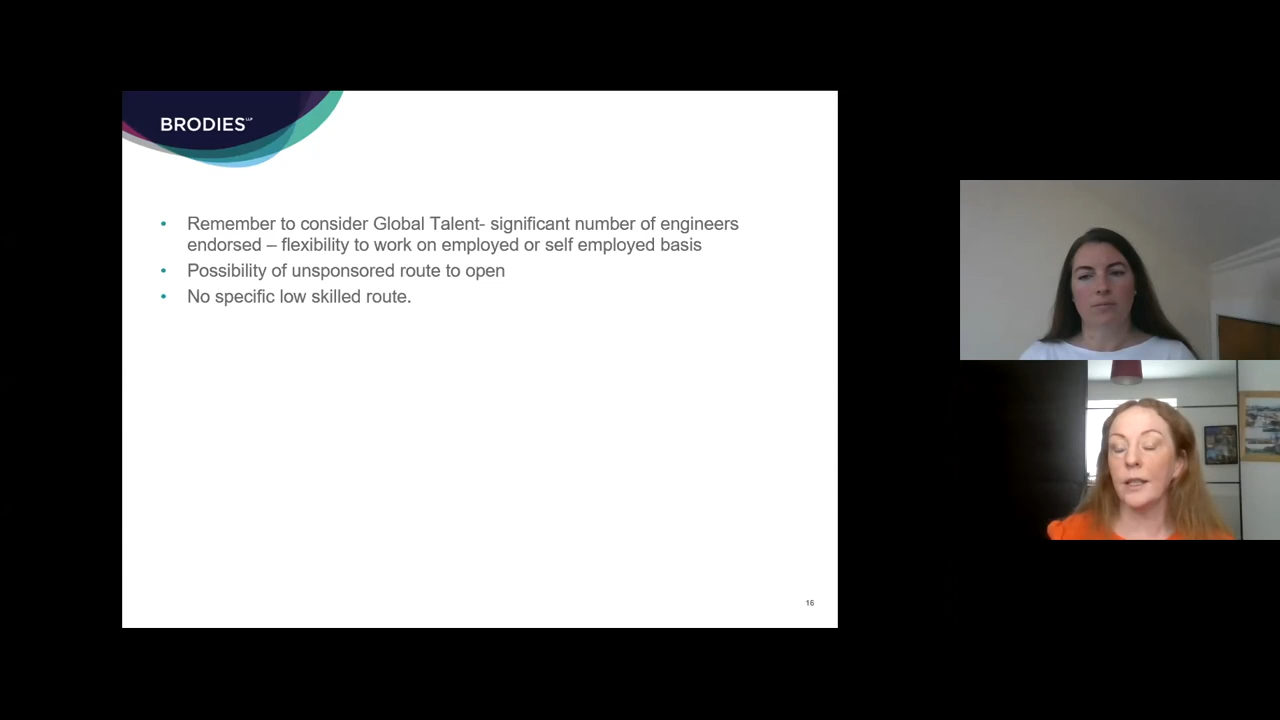 BRODIES LLP
• Remember to consider Global Talent- significant number of engineers
endorsed – flexibility to work on employed or self employed basis
• Possibility of unsponsored route to open
• No specific low skilled route.
16